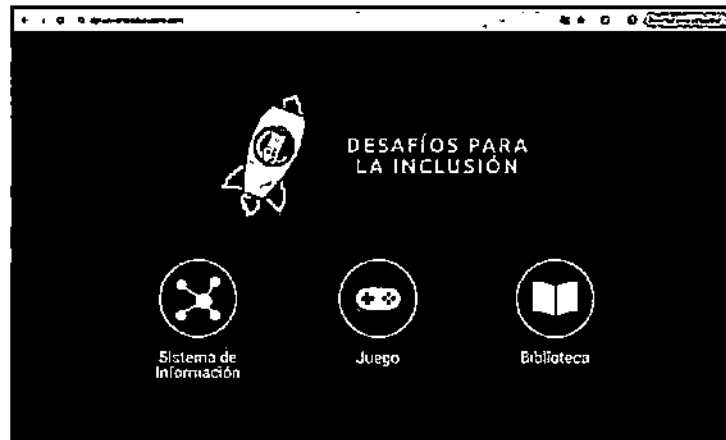 DESAFÍOS PARA
LA INCLUSIÓN
Sistema de
Información
Juego
Biblioteca